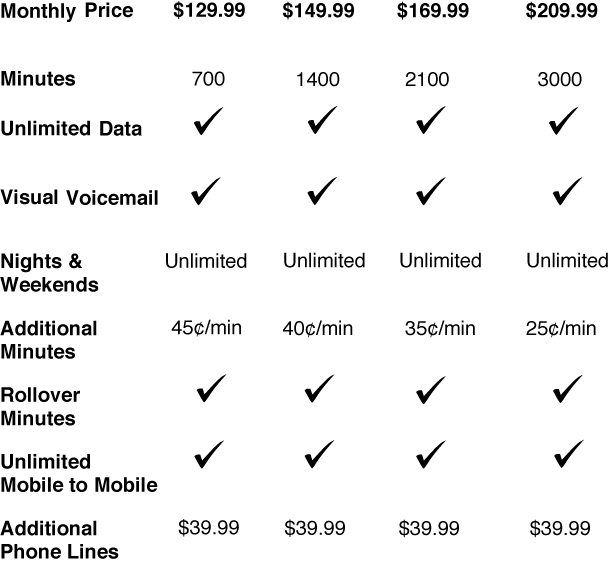 Monthly Price $129.99 $149.99 $169.99 $209.99
Minutes 700 1400 2100 3000
Unlimited Data ✓ ✓ ✓ ✓
Visual Voicemail ✓ ✓ ✓ ✓
Nights & Unlimited Unlimited Unlimited Unlimited
Weekends
Additional 45¢/min 40¢/min 35¢/min 25¢/min
Minutes
Rollover ✓ ✓ ✓ ✓
Minutes
Unlimited ✓ ✓ ✓ ✓
Mobile to Mobile
Additional $39.99 $39.99 $39.99 $39.99
Phone Lines